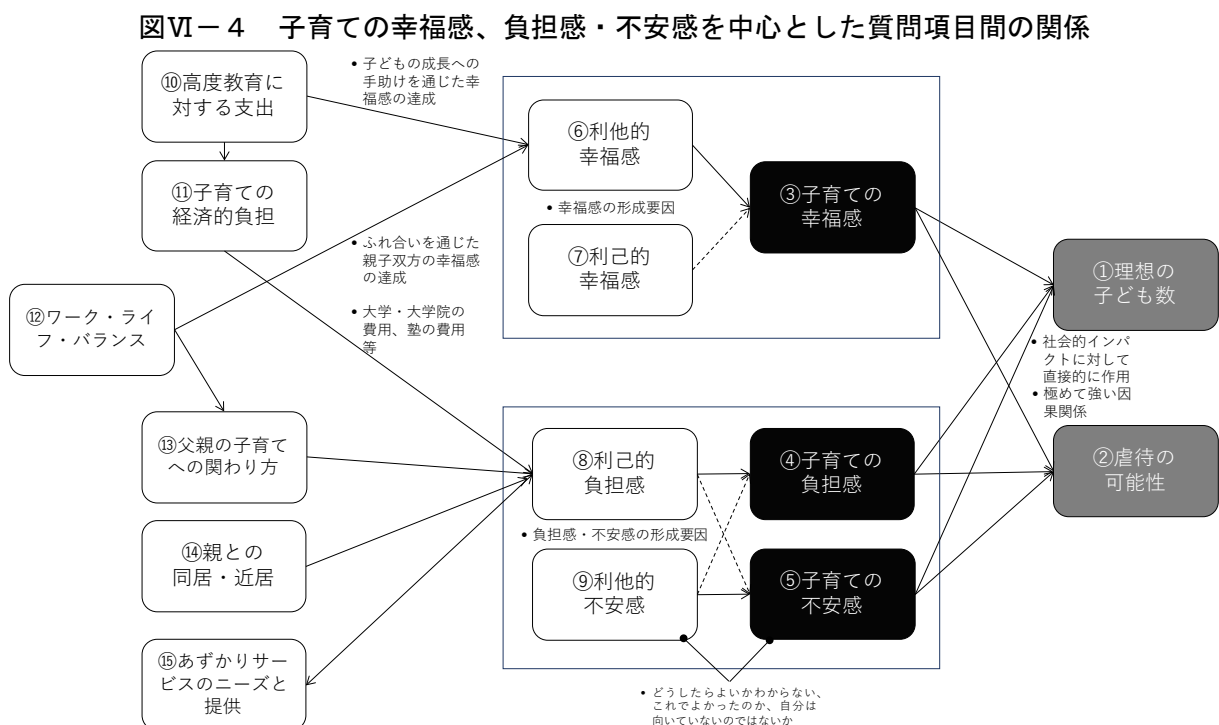 図Ⅵ－４　子育ての幸福感、負担感・不安感を中心とした質問項目間の関係
⑩高度教育に
対する支出
• 子どもの成長への
手助けを通じた幸
福感の達成
⑥利他的
幸福感
⑪子育ての
経済的負担
③子育ての
幸福感
• 幸福感の形成要因
⑦利己的
幸福感
• ふれ合いを通じた
親子双方の幸福感
の達成
①理想の
子ども数
⑫ワーク・ライ
フ・バランス
• 大学・大学院の
費用、塾の費用
等
• 社会的インパ
クトに対して
直接的に作用
• 極めて強い因
果関係
⑬父親の子育て
への関わり方
⑧利己的
負担感
④子育ての
負担感
②虐待の
可能性
• 負担感・不安感の形成要因
⑭親との
同居・近居
⑨利他的
不安感
⑤子育ての
不安感
⑮あずかりサー
ビスのニーズと
提供
• どうしたらよいかわからない、
これでよかったのか、自分は
向いていないのではないか